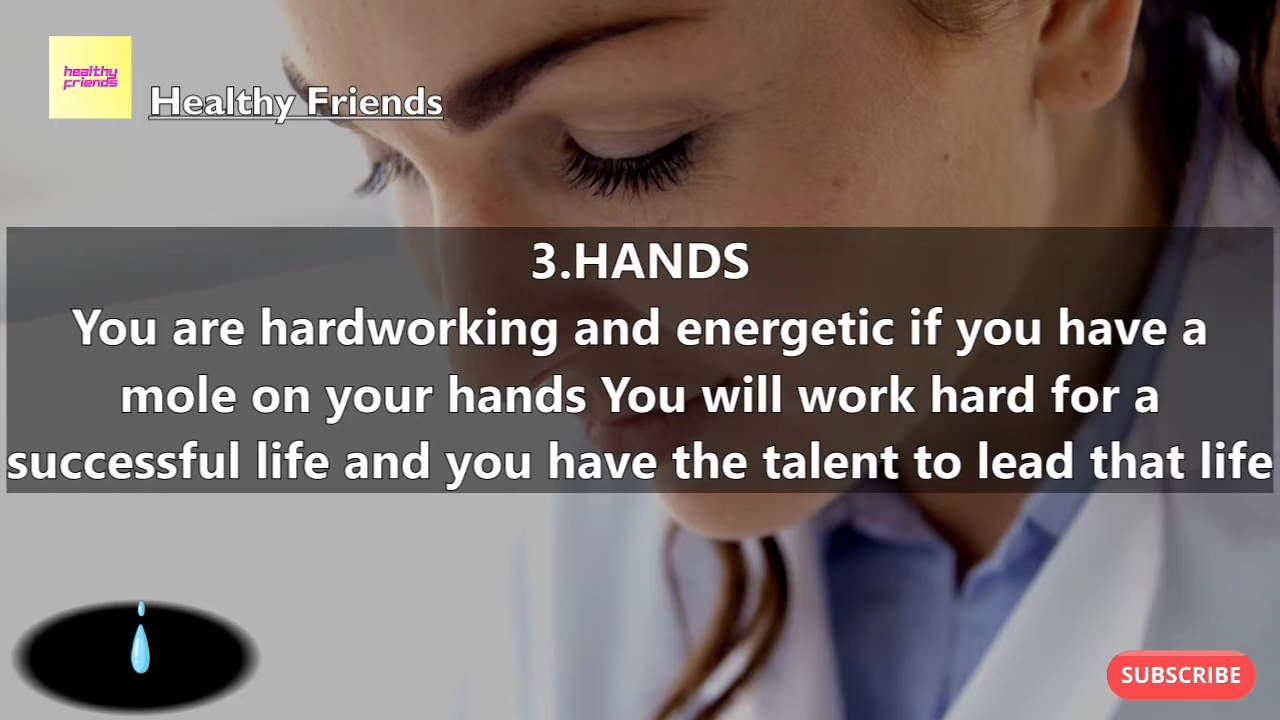 healthy
friends
Healthy Friends
3.HANDS
You are hardworking and energetic if you have a
mole on your hands You will work hard for a
successful life and you have the talent to lead that life
SUBSCRIBE